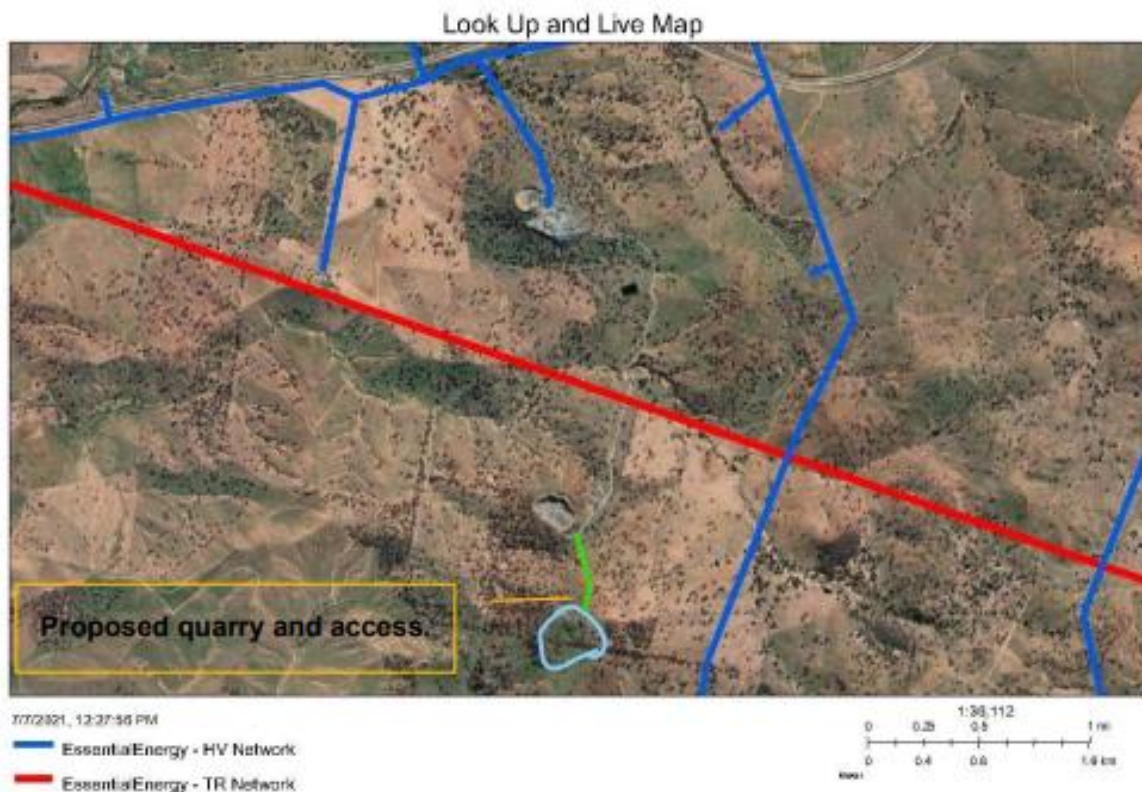 Look Up and Live Map
Proposed quarry and access.
7/7/2021, 12:27:56 PM
EssentialEnergy - HV Network
EssentialEnergy - TR Network
1:36,112
0 0.25 0.5 1 mi
0 0.4 0.8 1.6 km